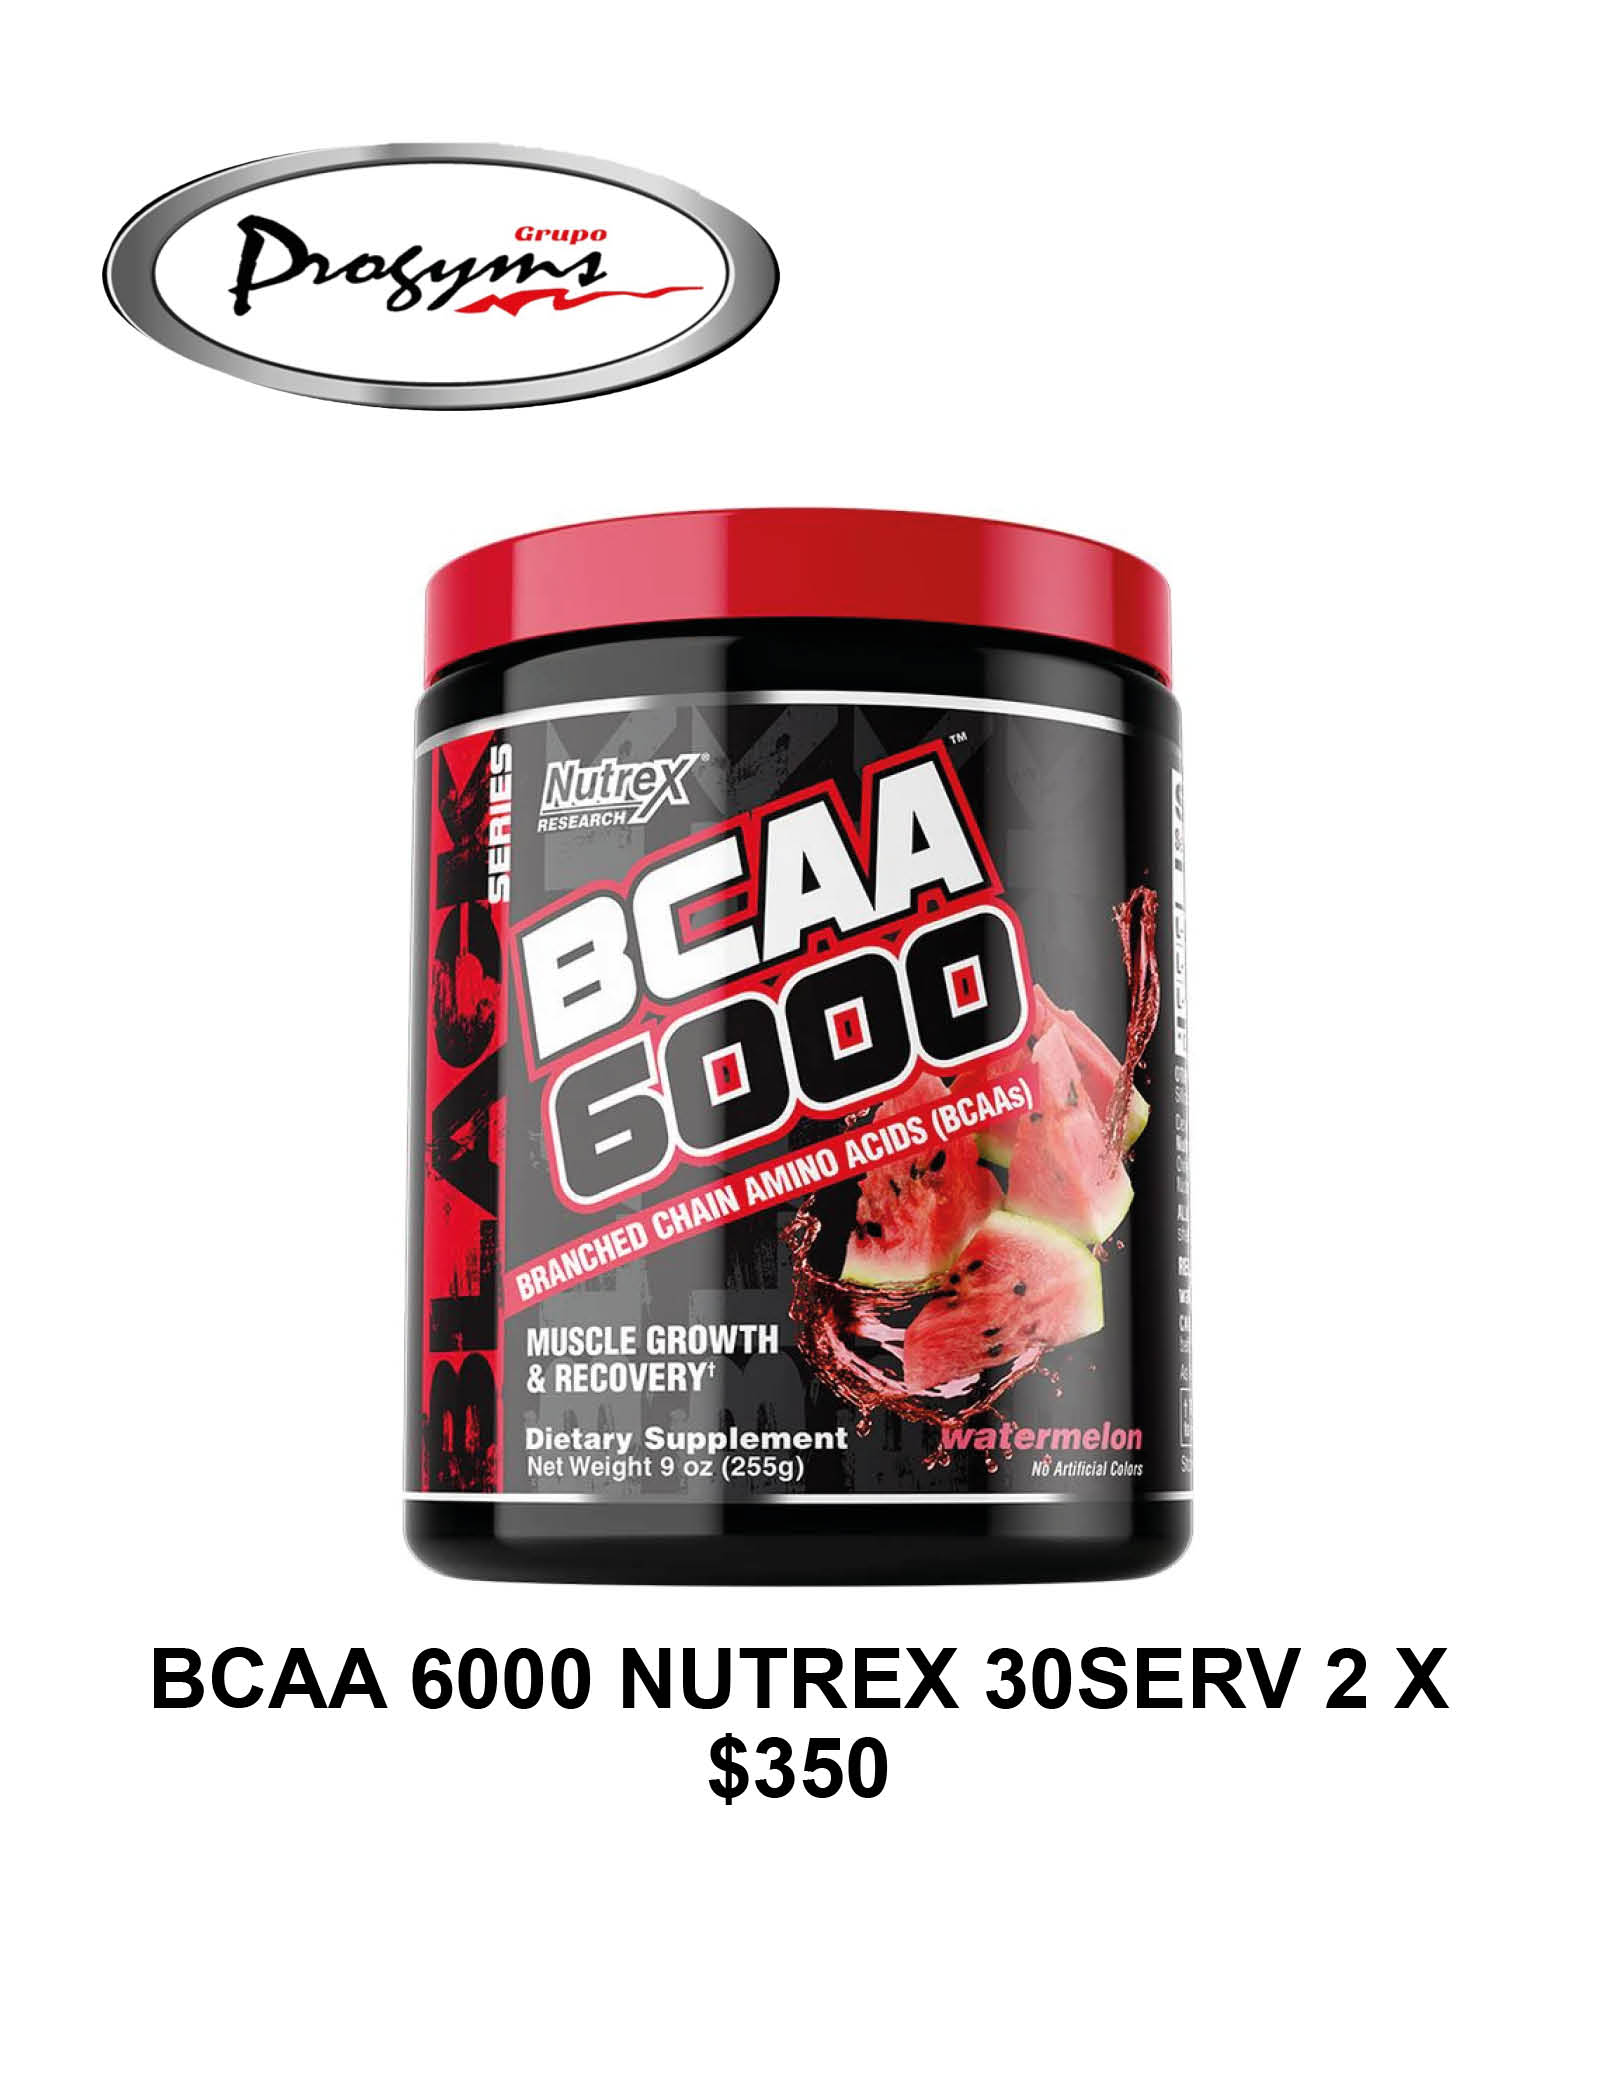 Grupo
Progyms
BLACK
SERIES
Nutrex®
RESEARCH
BCAA™
6000
BRANCHED CHAIN AMINO ACIDS (BCAAs)
MUSCLE GROWTH
& RECOVERY†
Dietary Supplement
Net Weight 9 oz (255g)
watermelon
No Artificial Colors
BCAA 6000 NUTREX 30SERV 2 X
$350